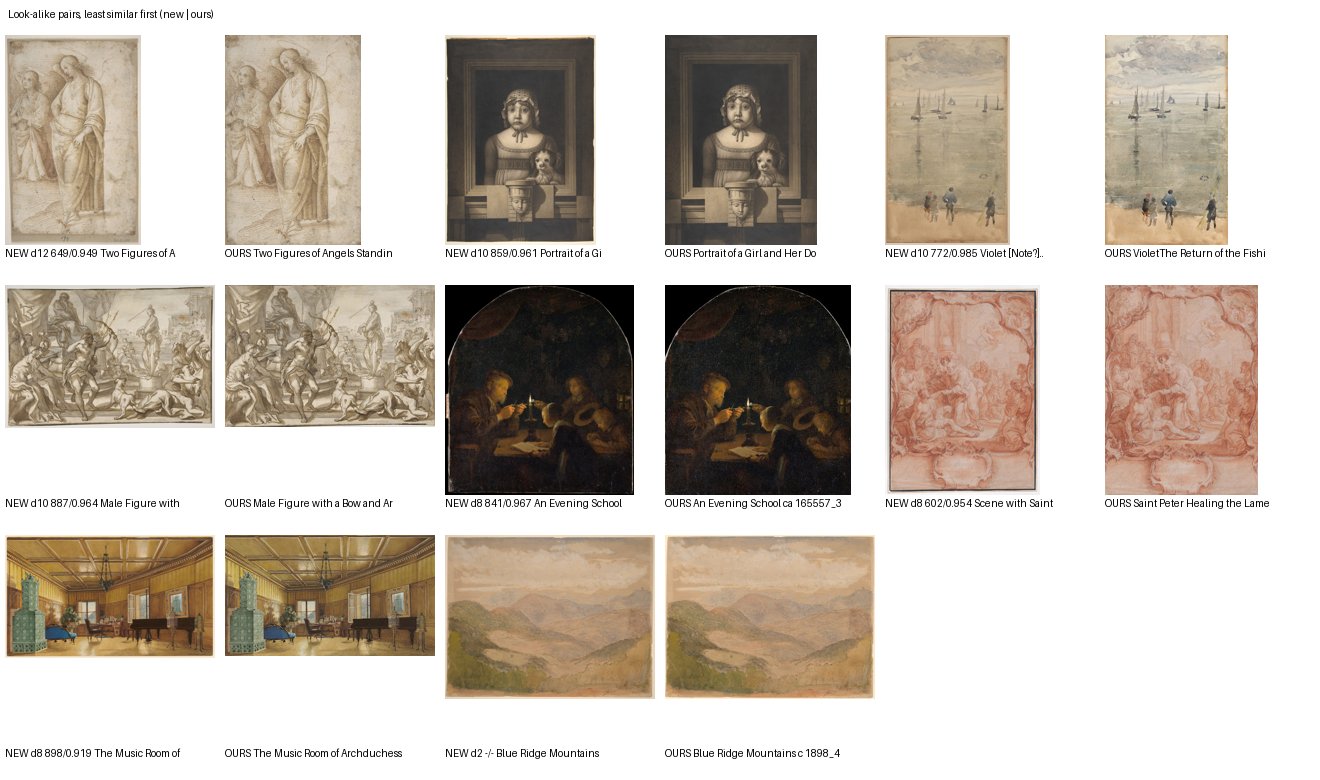 Look-alike pairs, least similar first (new | ours)
NEW d12 649/0.949 Two Figures of A
OURS Two Figures of Angels Standin
NEW d10 859/0.961 Portrait of a Gi
OURS Portrait of a Girl and Her Do
NEW d10 772/0.985 Violet [Note?]..
OURS VioletThe Return of the Fishi
NEW d10 887/0.964 Male Figure with
OURS Male Figure with a Bow and Ar
NEW d8 841/0.967 An Evening School
OURS An Evening School ca 165557_3
NEW d8 602/0.954 Scene with Saint
OURS Saint Peter Healing the Lame
NEW d8 898/0.919 The Music Room of
OURS The Music Room of Archduchess
NEW d2 -/- Blue Ridge Mountains
OURS Blue Ridge Mountains c 1898_4